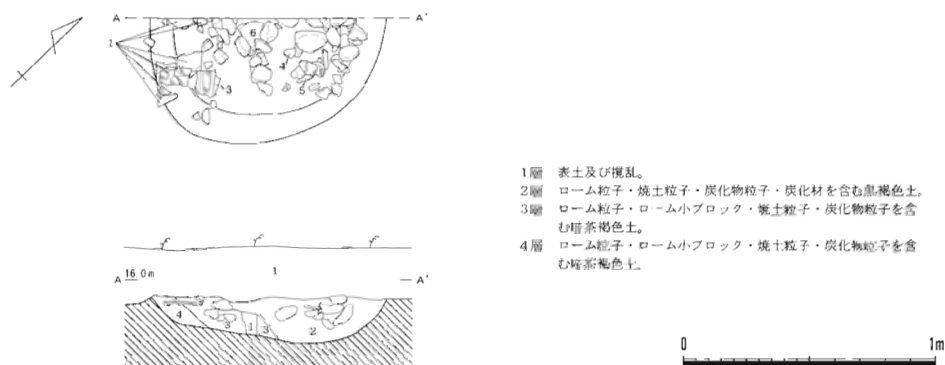 A A'
6
2
4
3
5
1層 表土及び撹乱。
2層 ローム粒子・焼土粒子・炭化物粒子・炭化材を含む黒褐色土。
3層 ローム粒子・ローム小ブロック・焼土粒子・炭化物粒子を含
む暗茶褐色土。
4層 ローム粒子・ローム小ブロック・焼土粒子・炭化物粒子を含
む暗茶褐色土
1
A 16.0m A'
4 3 1 3 2
0 1m